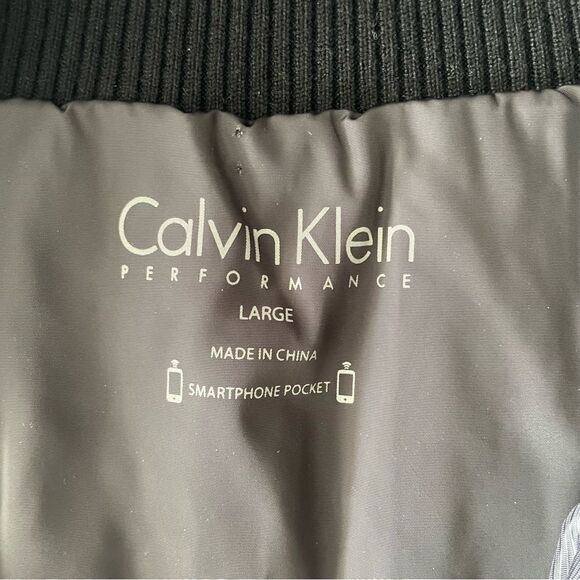 Calvin Klein
PERFORMANCE
LARGE
MADE IN CHINA
SMARTPHONE POCKET